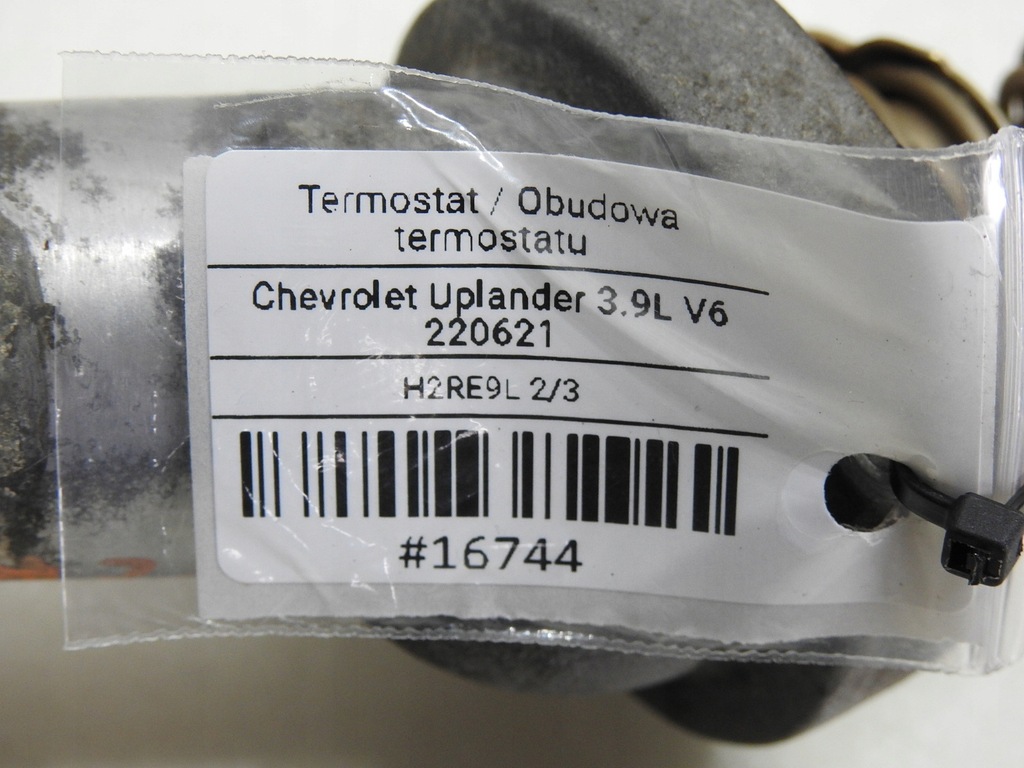 Termostat / Obudowa
termostatu
Chevrolet Uplander 3.9L V6
220621
H2RE9L 2/3
#16744